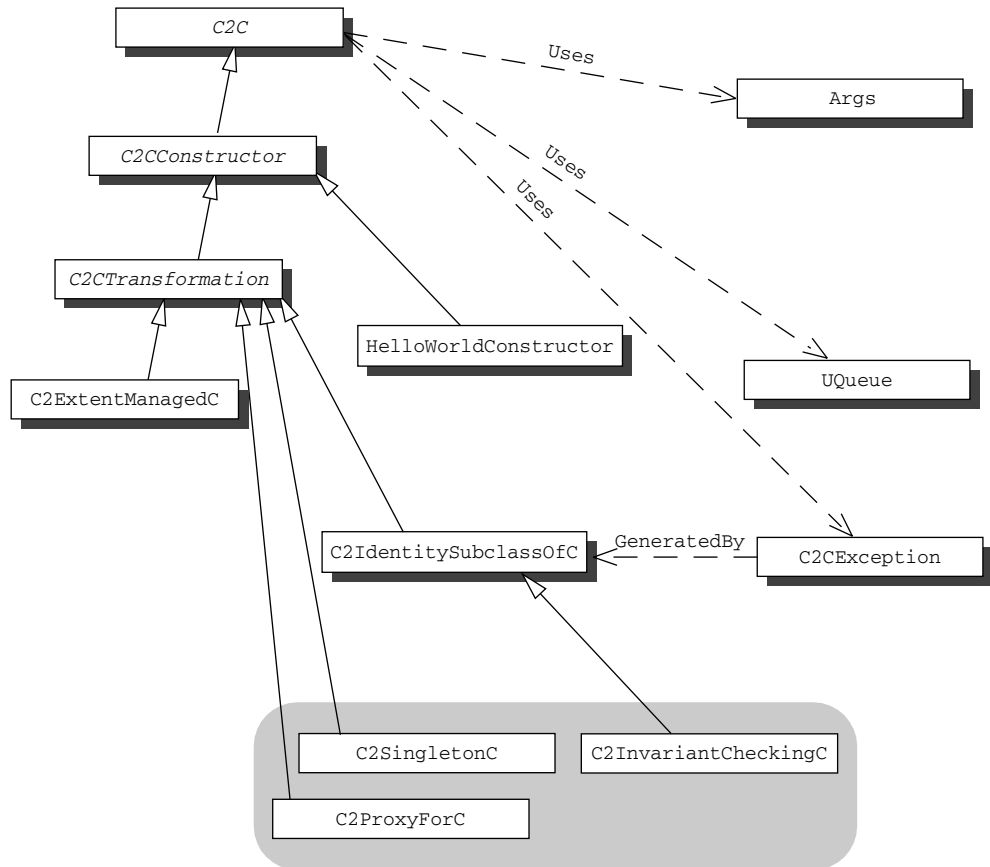 C2C
Uses
Args
C2CConstructor
Uses
Uses
C2CTransformation
HelloWorldConstructor
UQueue
C2ExtentManagedC
C2IdentitySubclassOfC
GeneratedBy
C2CException
C2SingletonC
C2InvariantCheckingC
C2ProxyForC